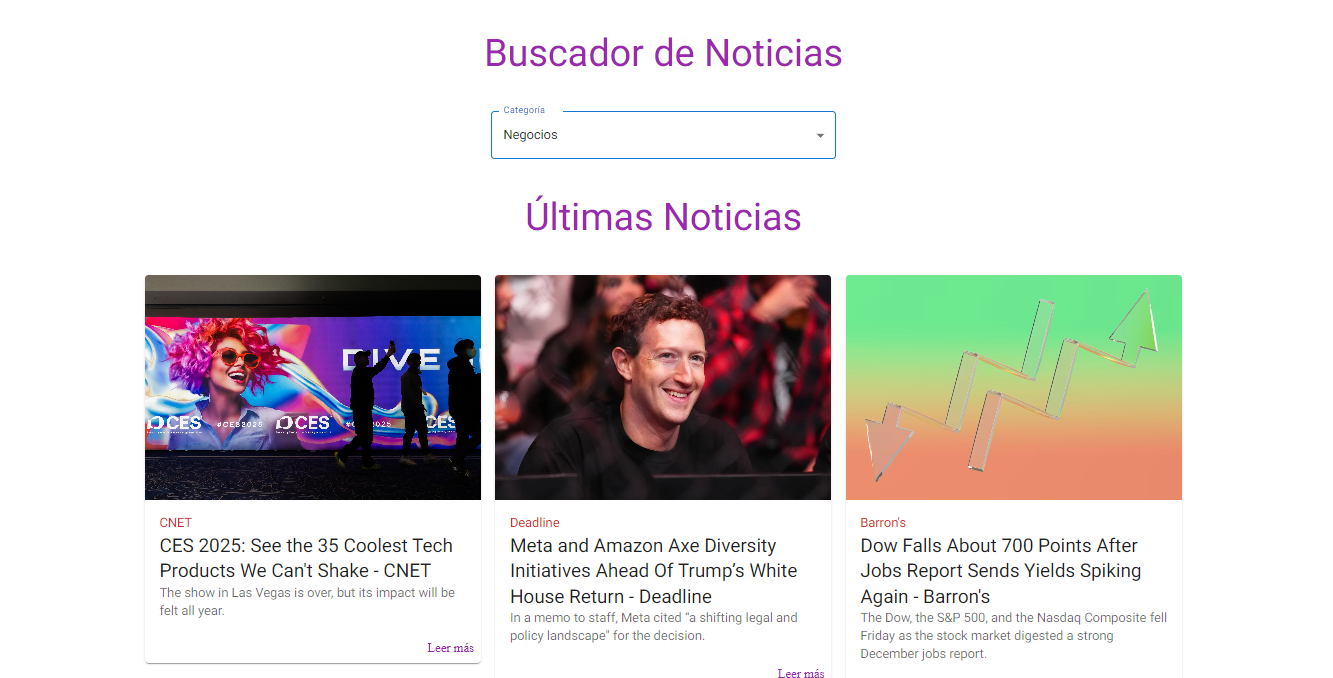 Buscador de Noticias
Categoría
Negocios
Últimas Noticias
DIVE
CES
#CES2025
CES
CES
CNET
CES 2025: See the 35 Coolest Tech
Products We Can't Shake - CNET
The show in Las Vegas is over, but its impact will be
felt all year.
Leer más
Deadline
Meta and Amazon Axe Diversity
Initiatives Ahead Of Trump’s White
House Return - Deadline
In a memo to staff, Meta cited “a shifting legal and
policy landscape" for the decision.
Leer más
Barron's
Dow Falls About 700 Points After
Jobs Report Sends Yields Spiking
Again - Barron's
The Dow, the S&P 500, and the Nasdaq Composite fell
Friday as the stock market digested a strong
December jobs report.